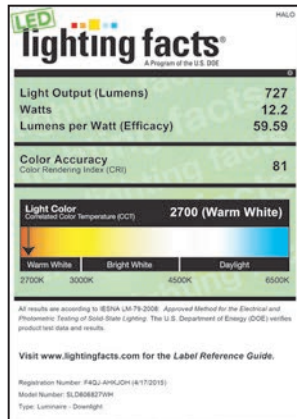 HALO
LED
lighting facts®
A Program of the U.S. DOE
Light Output (Lumens) 727
Watts 12.2
Lumens per Watt (Efficacy) 59.59
Color Accuracy 81
Color Rendering Index (CRI)
Light Color
Correlated Color Temperature (CCT) 2700 (Warm White)
Warm White Bright White Daylight
2700K 3000K 4500K 6500K
All results are according to IESNA LM-79-2008: Approved Method for the Electrical and
Photometric Testing of Solid-State Lighting. The U.S. Department of Energy (DOE) verifies
product test data and results.
Visit www.lightingfacts.com for the Label Reference Guide.
Registration Number: F4QJ-AHKJOH (4/17/2015)
Model Number: SLD606827WH
Type: Luminaire - Downlight